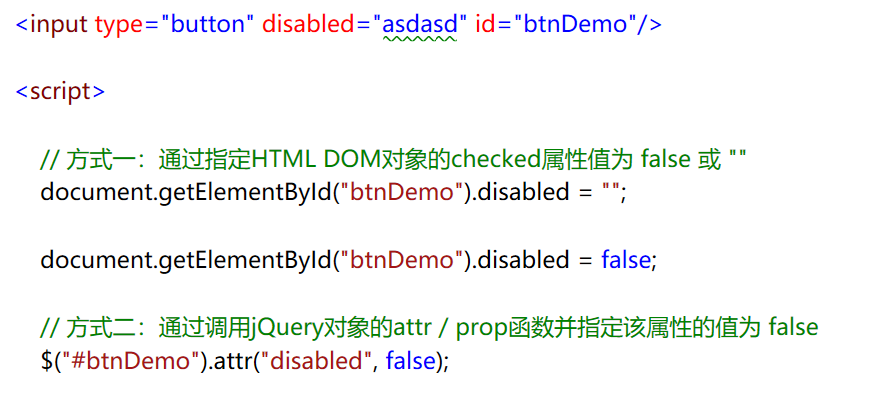 <input type="button" disabled="asdasd" id="btnDemo"/>
<script>
// 方式一：通过指定HTML DOM对象的checked属性值为 false 或 ""
document.getElementById("btnDemo").disabled = "";
document.getElementById("btnDemo").disabled = false;
// 方式二：通过调用jQuery对象的attr / prop函数并指定该属性的值为 false
$("#btnDemo").attr("disabled", false);